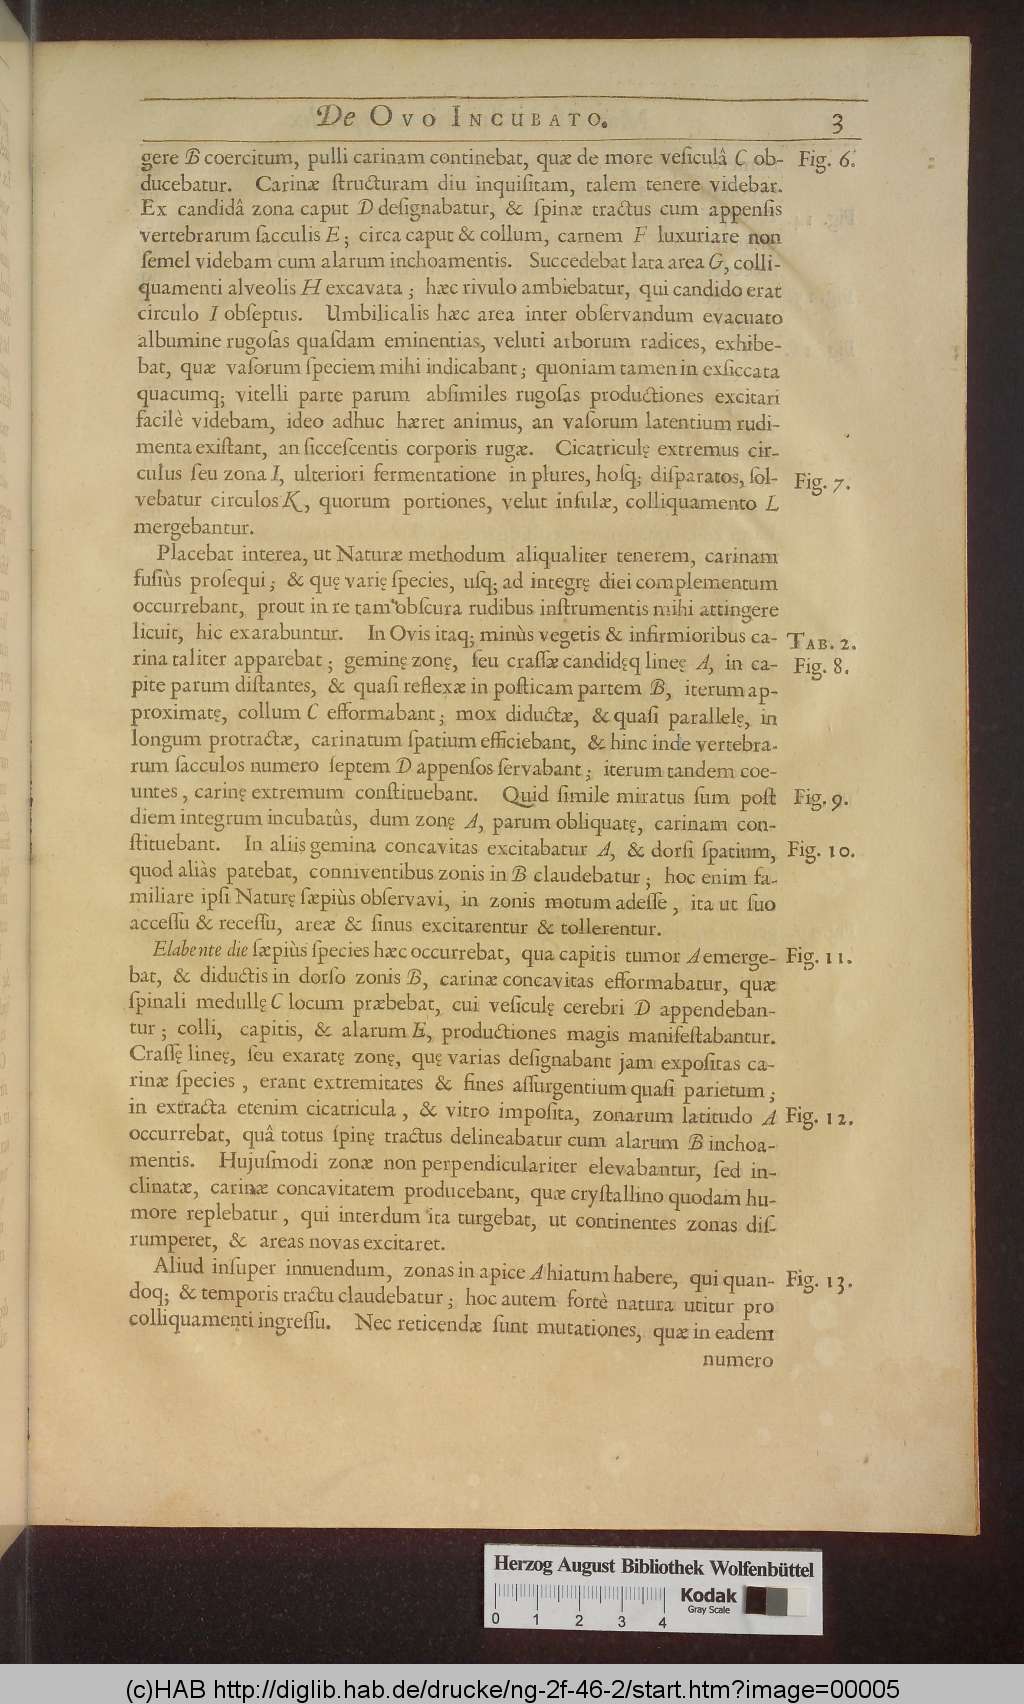 De Ovo Incubato. 3
gere B coercitum, pulli carinam continebat, quæ de more veſiculâ C ob- Fig. 6.
ducebatur. Carinæ ſtructuram diu inquiſitam, talem tenere videbar.
Ex candidâ zona caput D deſignabatur, & ſpinæ tractus cum appenſis
vertebrarum ſacculis E; circa caput & collum, carnem F luxuriare non
ſemel videbam cum alarum inchoamentis. Succedebat lata area G, colli-
quamenti alveolis H excavata; hæc rivulo ambiebatur, qui candido erat
circulo I obſeptus. Umbilicalis hæc area inter obſervandum evacuato
albumine rugoſas quaſdam eminentias, veluti arborum radices, exhibe-
bat, quæ vaſorum ſpeciem mihi indicabant; quoniam tamen in exſiccata
quacumq; vitelli parte parum abſimiles rugoſas productiones excitari
facilè videbam, ideo adhuc hæret animus, an vaſorum latentium rudi-
menta exiſtant, an ſicceſcentis corporis rugæ. Cicatriculę extremus cir-
culus ſeu zona I, ulteriori fermentatione in plures, hoſq; diſparatos, ſol- Fig. 7.
vebatur circulos K, quorum portiones, velut inſulæ, colliquamento L
mergebantur.
Placebat interea, ut Naturæ methodum aliqualiter tenerem, carinam
fuſiùs proſequi; & quę varię ſpecies, uſq; ad integrę diei complementum
occurrebant, prout in re tam obſcura rudibus inſtrumentis mihi attingere
licuit, hic exarabuntur. In Ovis itaq; minùs vegetis & infirmioribus ca- Tab. 2.
rina taliter apparebat; geminę zonę, ſeu craſſæ candidęq lineę A, in ca- Fig. 8.
pite parum diſtantes, & quaſi reflexæ in poſticam partem B, iterum ap-
proximatę, collum C efformabant; mox diductæ, & quaſi parallelę, in
longum protractæ, carinatum ſpatium efficiebant, & hinc inde vertebra-
rum ſacculos numero ſeptem D appenſos ſervabant; iterum tandem coe-
untes, carinę extremum conſtituebant. Quid ſimile miratus ſum poſt Fig. 9.
diem integrum incubatûs, dum zonę A, parum obliquatę, carinam con-
ſtituebant. In aliis gemina concavitas excitabatur A, & dorſi ſpatium, Fig. 10.
quod aliàs patebat, conniventibus zonis in B claudebatur; hoc enim fa-
miliare ipſi Naturę ſæpiùs obſervavi, in zonis motum adeſſe, ita ut ſuo
acceſſu & receſſu, areæ & ſinus excitarentur & tollerentur.
Elabente die ſæpiùs ſpecies hæc occurrebat, qua capitis tumor A emerge- Fig. 11.
bat, & diductis in dorſo zonis B, carinæ concavitas efformabatur, quæ
ſpinali medullę C locum præbebat, cui veſiculę cerebri D appendeban-
tur; colli, capitis, & alarum E, productiones magis manifeſtabantur.
Craſſę lineę, ſeu exaratę zonę, quę varias deſignabant jam expoſitas ca-
rinæ ſpecies, erant extremitates & fines aſſurgentium quaſi parietum;
in extracta etenim cicatricula, & vitro impoſita, zonarum latitudo A Fig. 12.
occurrebat, quâ totus ſpinę tractus delineabatur cum alarum B inchoa-
mentis. Hujuſmodi zonæ non perpendiculariter elevabantur, ſed in-
clinatæ, carinæ concavitatem producebant, quæ cryſtallino quodam hu-
more replebatur, qui interdum ita turgebat, ut continentes zonas diſ-
rumperet, & areas novas excitaret.
Aliud inſuper innuendum, zonas in apice A hiatum habere, qui quan- Fig. 13.
doq; & temporis tractu claudebatur; hoc autem fortè natura utitur pro
colliquamenti ingreſſu. Nec reticendæ ſunt mutationes, quæ in eadem
numero
Herzog August Bibliothek Wolfenbüttel
Kodak
Gray Scale
0 1 2 3 4
(c)HAB http://diglib.hab.de/drucke/ng-2f-46-2/start.htm?image=00005